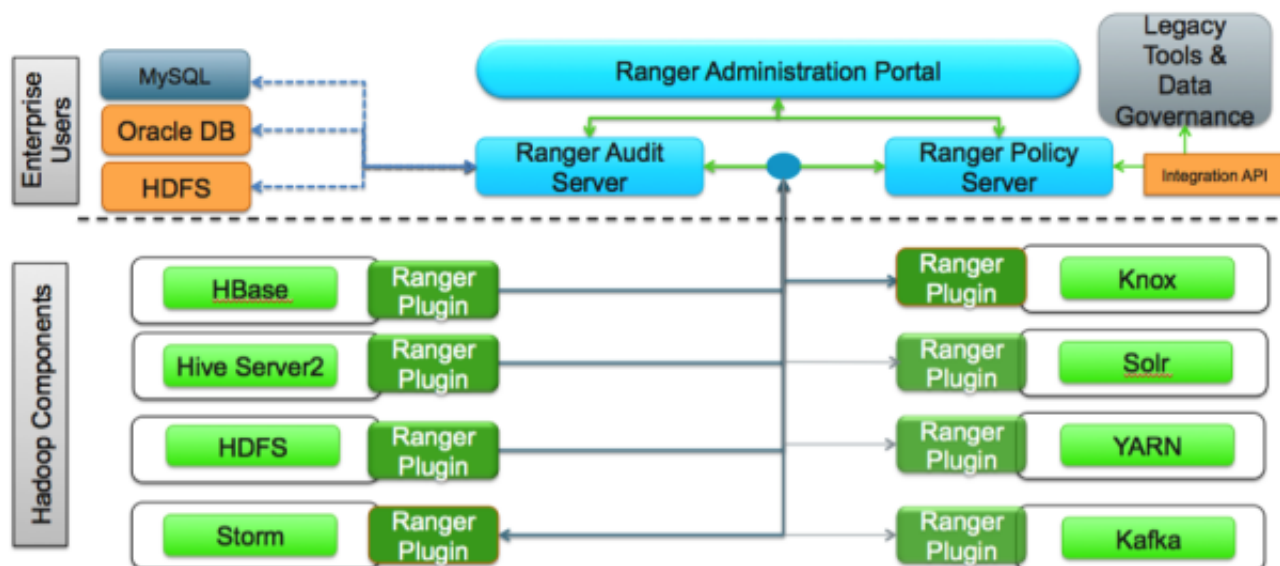 Enterprise
Users
MySQL
Oracle DB
HDFS
Ranger Administration Portal
Ranger Audit
Server
Ranger Policy
Server
Legacy
Tools &
Data
Governance
Integration API
Hadoop Components
HBase
Ranger
Plugin
Ranger
Plugin
Knox
Hive Server2
Ranger
Plugin
Ranger
Plugin
Solr
HDFS
Ranger
Plugin
Ranger
Plugin
YARN
Storm
Ranger
Plugin
Ranger
Plugin
Kafka